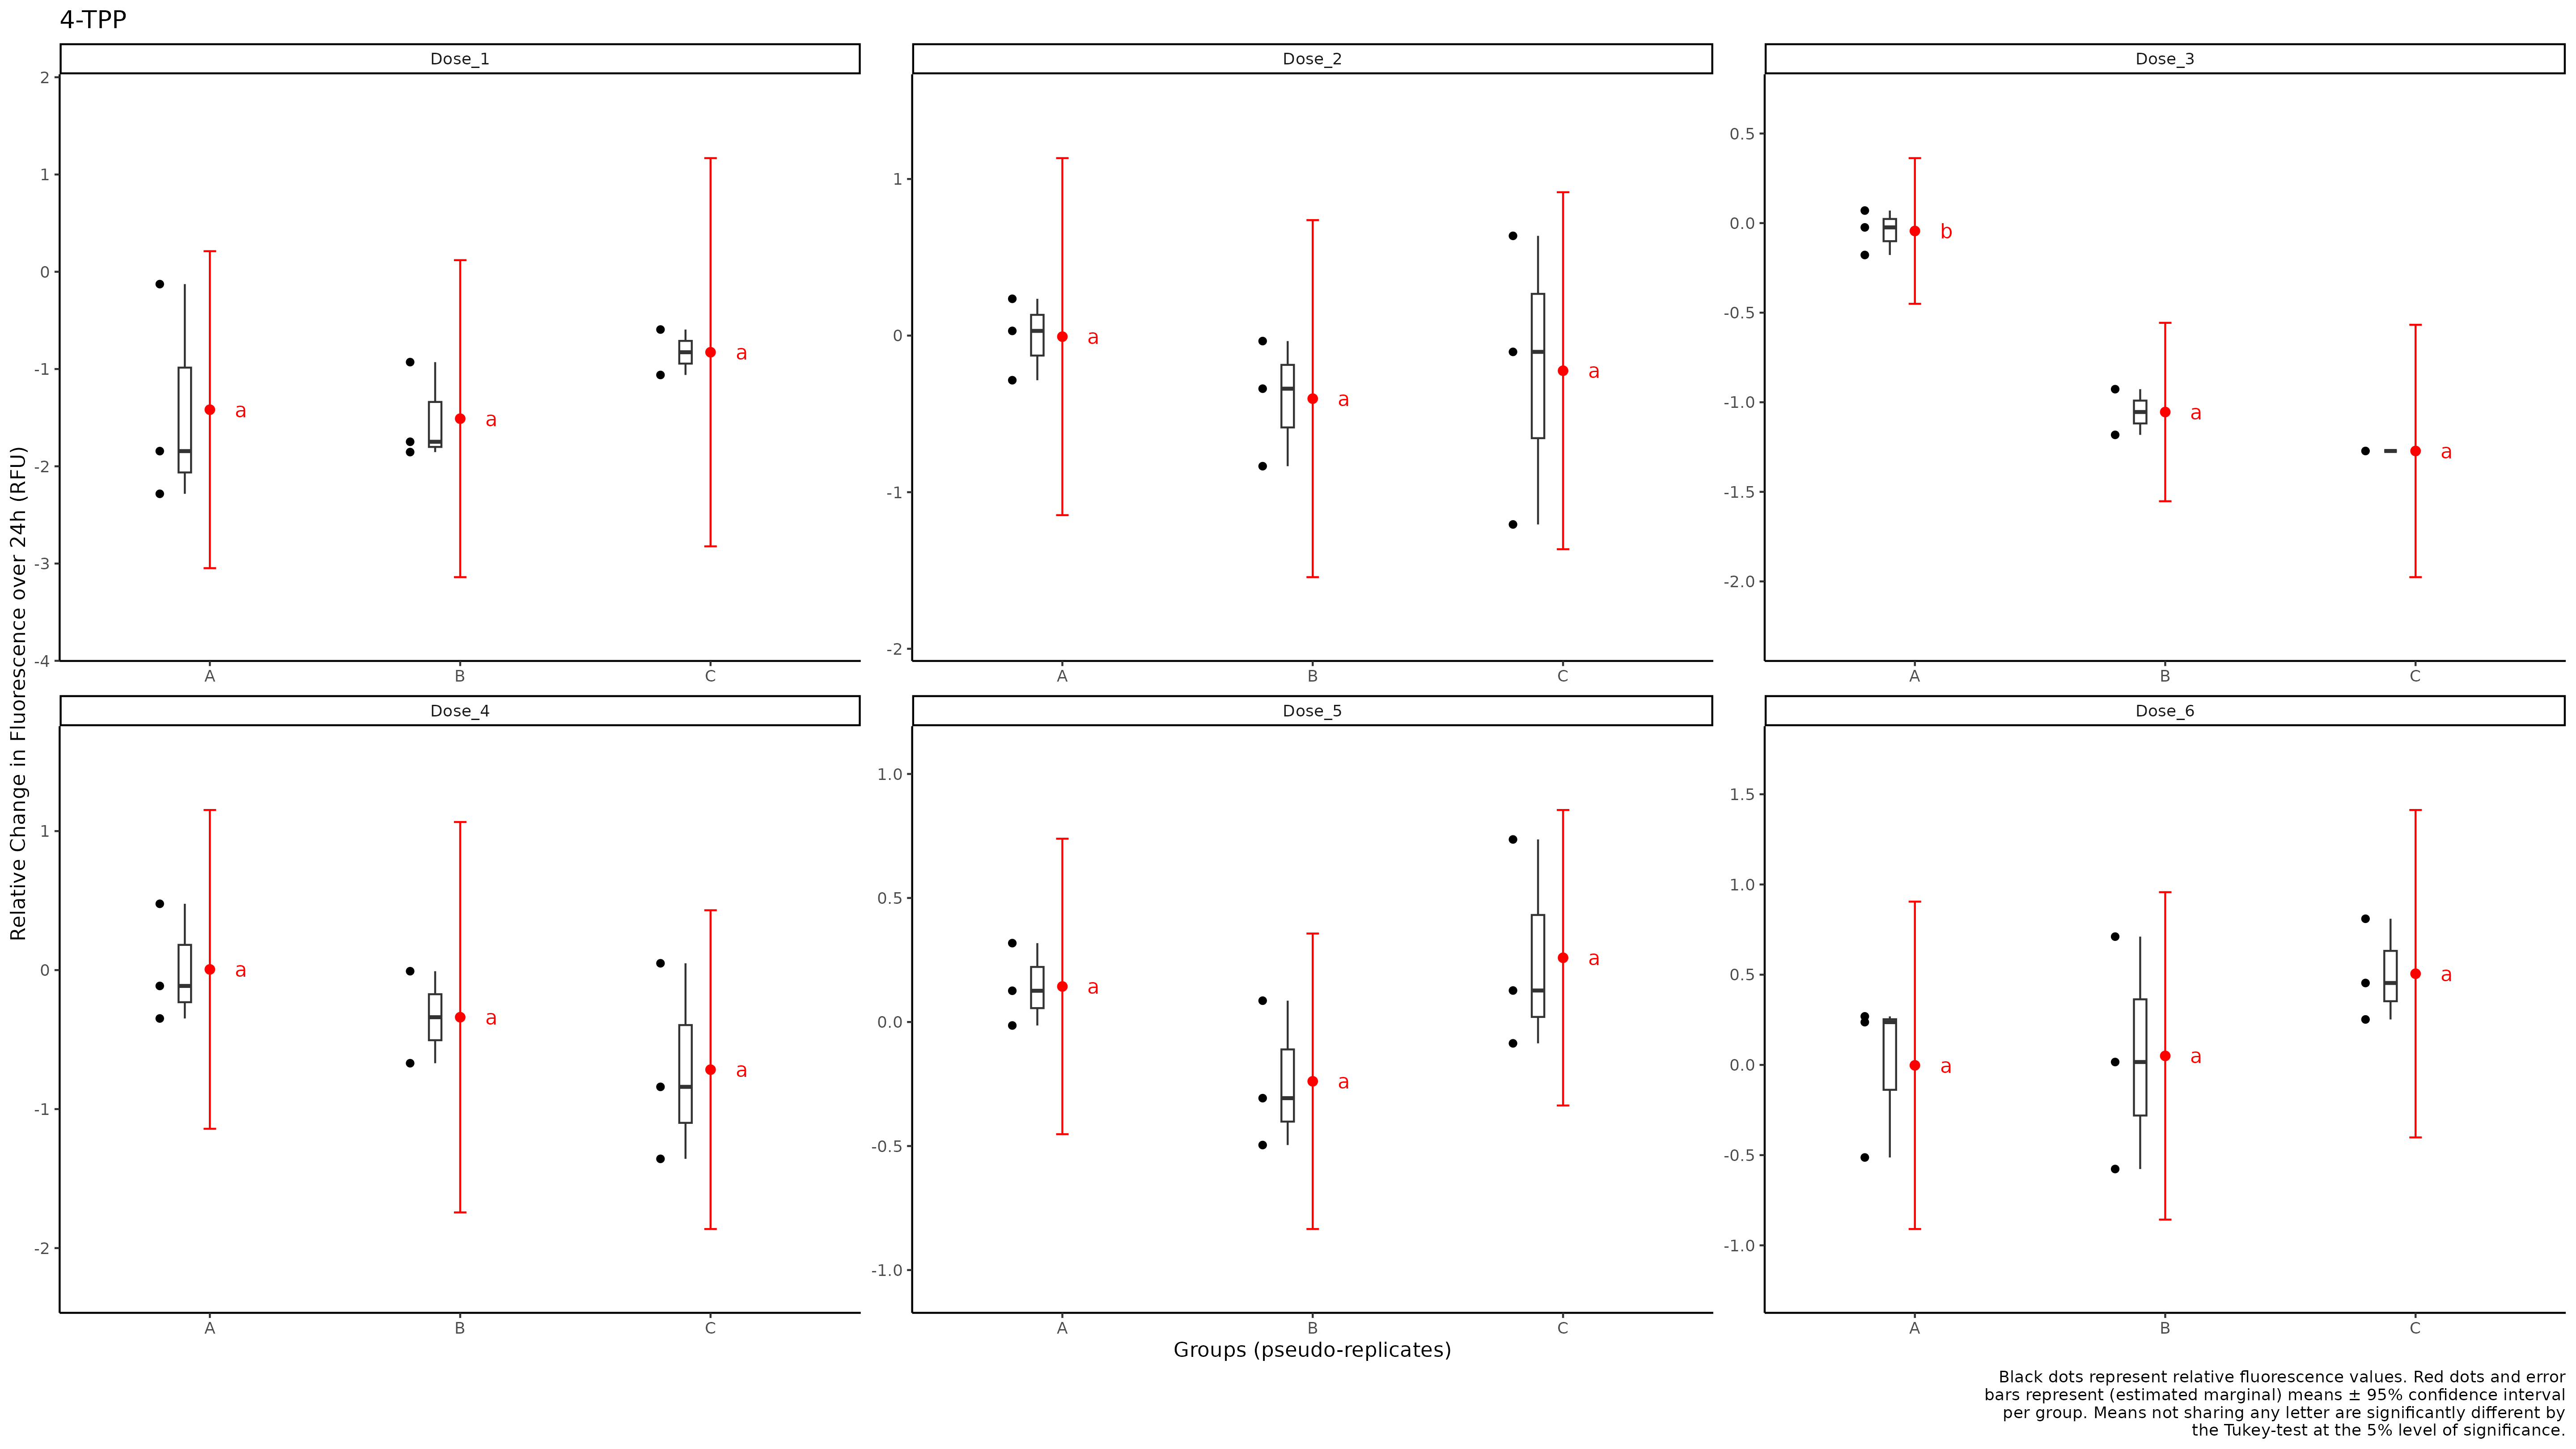 4-TPP
Relative Change in Fluorescence over 24h (RFU)
Dose_1
2
1
0
-1
-2
-3
-4
a
a
a
A
B
C
Dose_2
1
0
-1
-2
a
a
a
A
B
C
Dose_3
0.5
0.0
-0.5
-1.0
-1.5
-2.0
b
a
a
A
B
C
Dose_4
1
0
-1
-2
a
a
a
A
B
C
Dose_5
1.0
0.5
0.0
-0.5
-1.0
a
a
a
A
B
C
Dose_6
1.5
1.0
0.5
0.0
-0.5
-1.0
a
a
a
A
B
C
Groups (pseudo-replicates)
Black dots represent relative fluorescence values. Red dots and error
bars represent (estimated marginal) means ± 95% confidence interval
per group. Means not sharing any letter are significantly different by
the Tukey-test at the 5% level of significance.